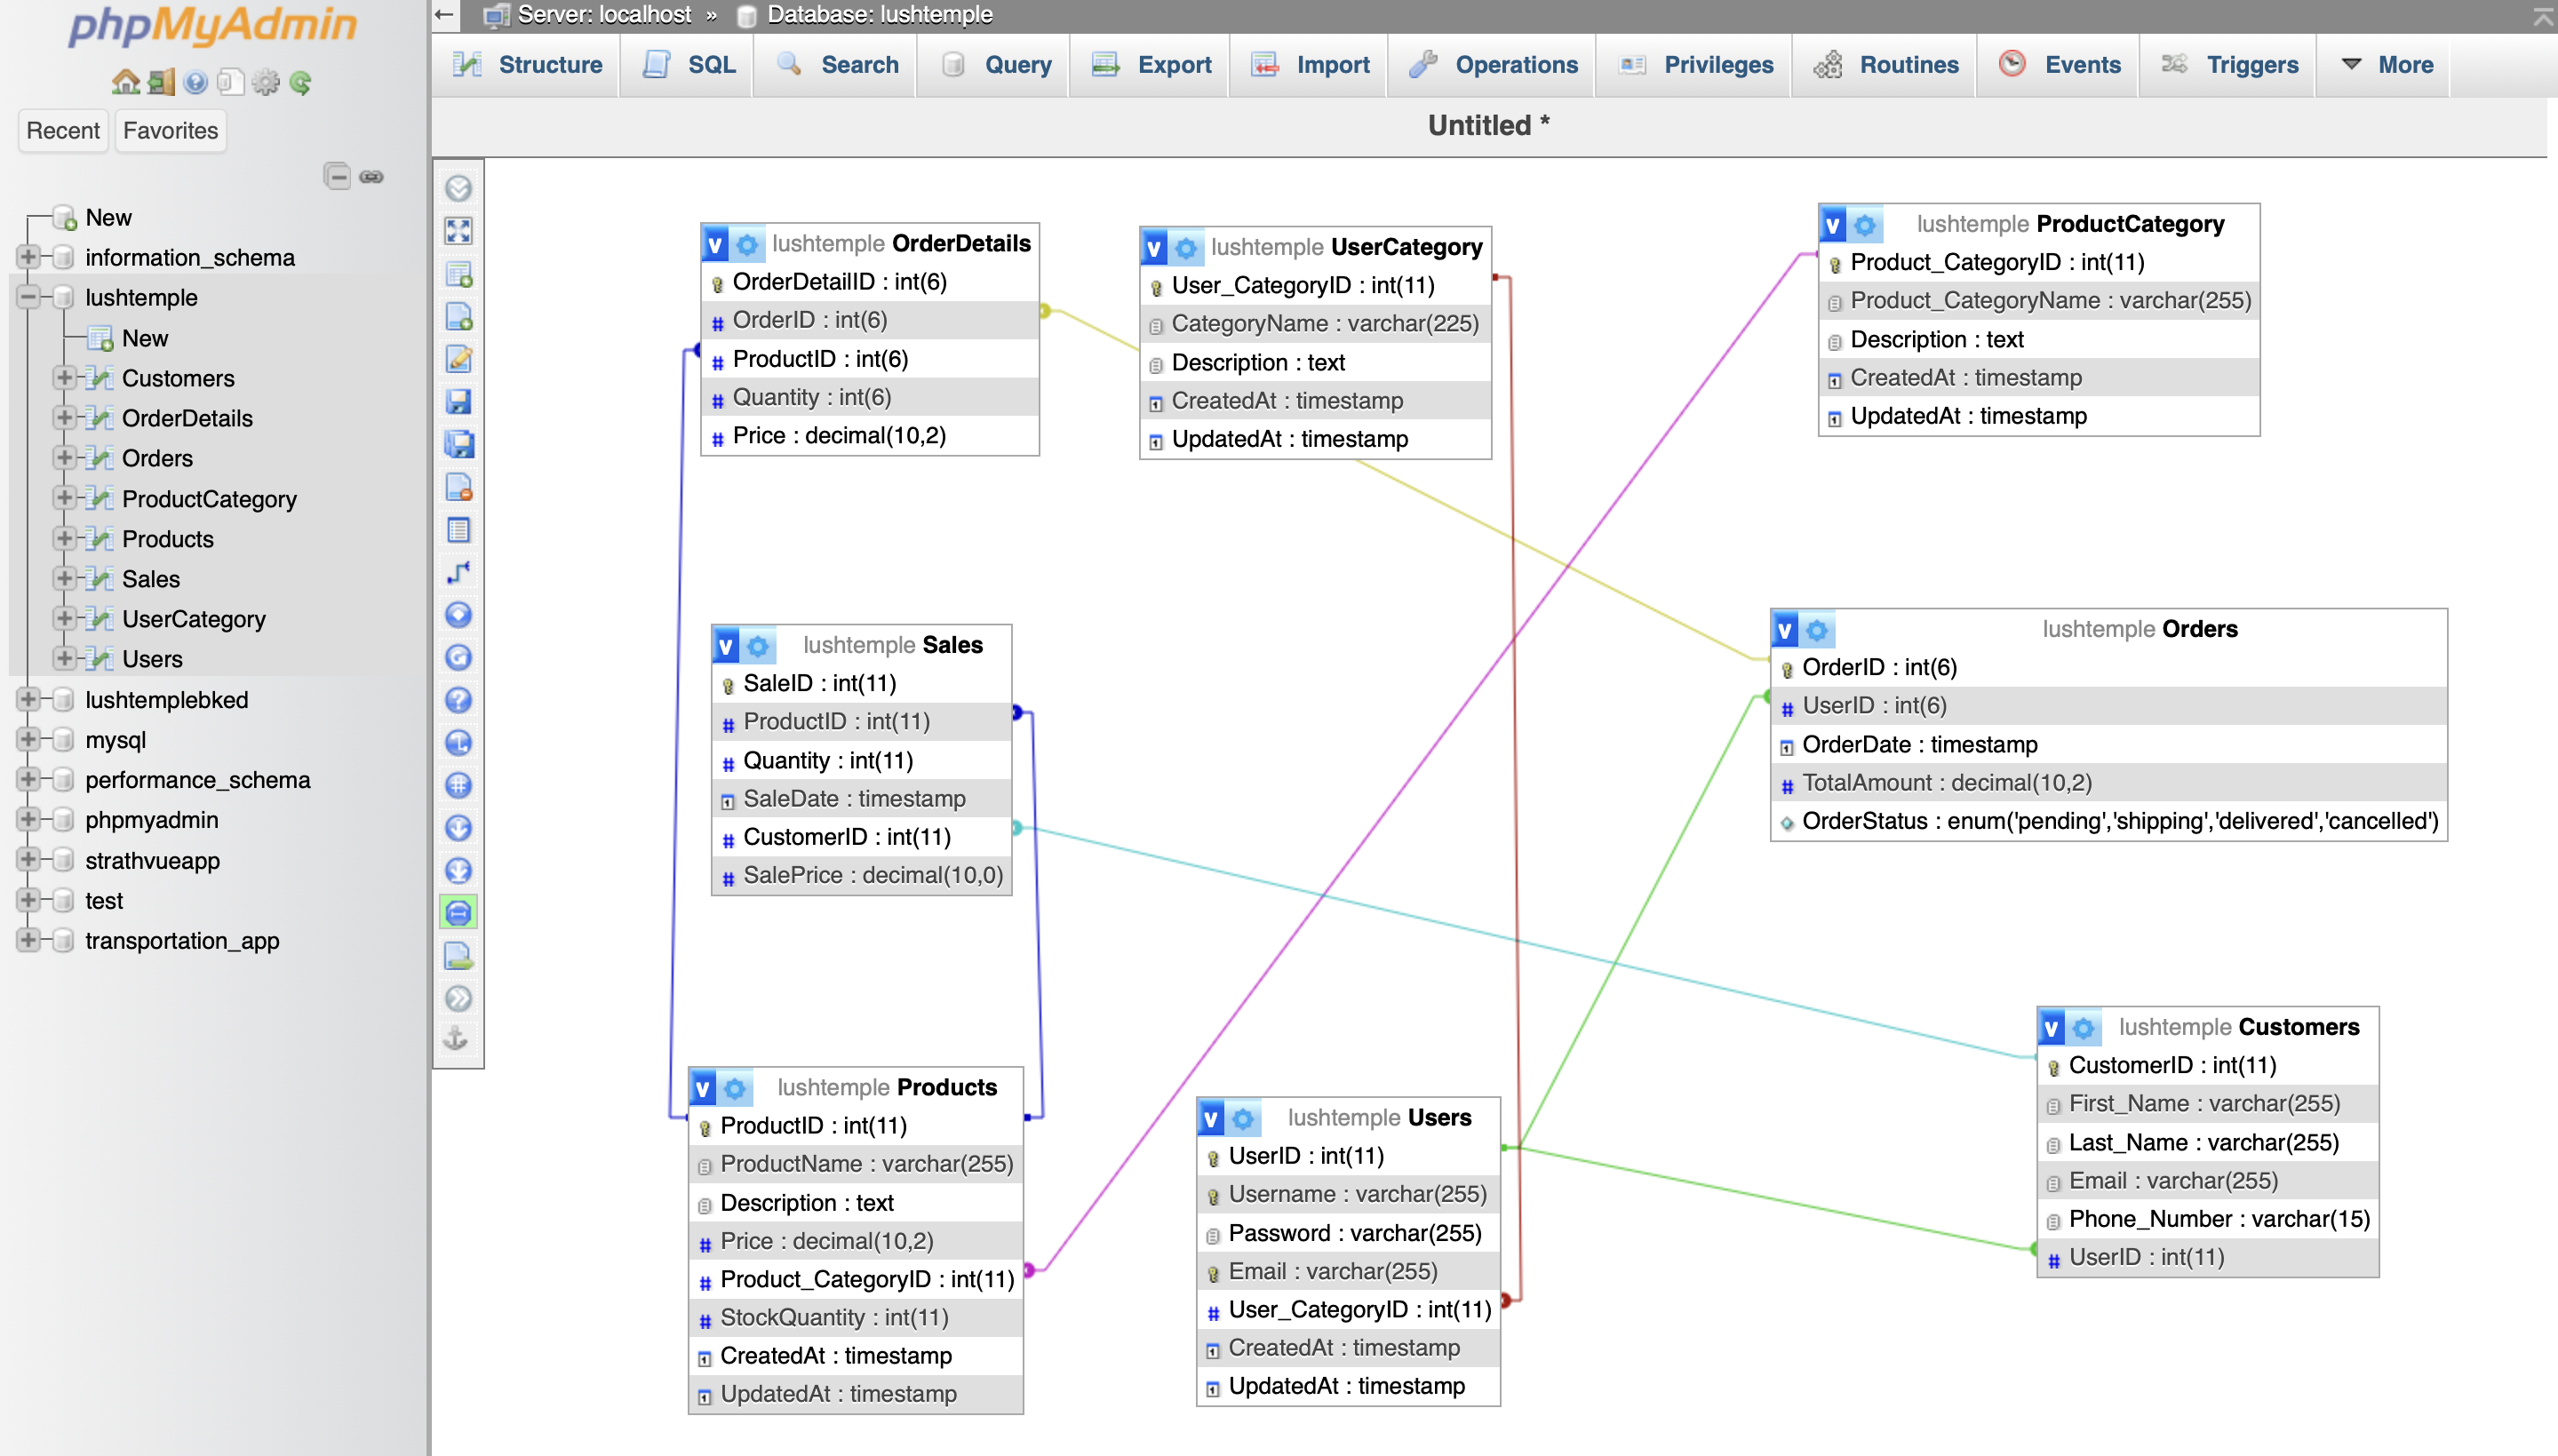 phpMyAdmin
Recent
Favorites
New
information_schema
lushtemple
New
Customers
OrderDetails
Orders
ProductCategory
Products
Sales
UserCategory
Users
lushtemplebked
mysql
performance_schema
phpmyadmin
strathvueapp
test
transportation_app
Server: localhost » Database: lushtemple
Structure SQL Search Query Export Import Operations Privileges Routines Events Triggers More
Untitled *
lushtemple OrderDetails
OrderDetailID : int(6)
OrderID : int(6)
ProductID : int(6)
Quantity : int(6)
Price : decimal(10,2)
lushtemple UserCategory
User_CategoryID : int(11)
CategoryName : varchar(225)
Description : text
CreatedAt : timestamp
UpdatedAt : timestamp
lushtemple ProductCategory
Product_CategoryID : int(11)
Product_CategoryName : varchar(255)
Description : text
CreatedAt : timestamp
UpdatedAt : timestamp
lushtemple Sales
SaleID : int(11)
ProductID : int(11)
Quantity : int(11)
SaleDate : timestamp
CustomerID : int(11)
SalePrice : decimal(10,0)
lushtemple Orders
OrderID : int(6)
UserID : int(6)
OrderDate : timestamp
TotalAmount : decimal(10,2)
OrderStatus : enum('pending','shipping','delivered','cancelled')
lushtemple Products
ProductID : int(11)
ProductName : varchar(255)
Description : text
Price : decimal(10,2)
Product_CategoryID : int(11)
StockQuantity : int(11)
CreatedAt : timestamp
UpdatedAt : timestamp
lushtemple Users
UserID : int(11)
Username : varchar(255)
Password : varchar(255)
Email : varchar(255)
User_CategoryID : int(11)
CreatedAt : timestamp
UpdatedAt : timestamp
lushtemple Customers
CustomerID : int(11)
First_Name : varchar(255)
Last_Name : varchar(255)
Email : varchar(255)
Phone_Number : varchar(15)
UserID : int(11)